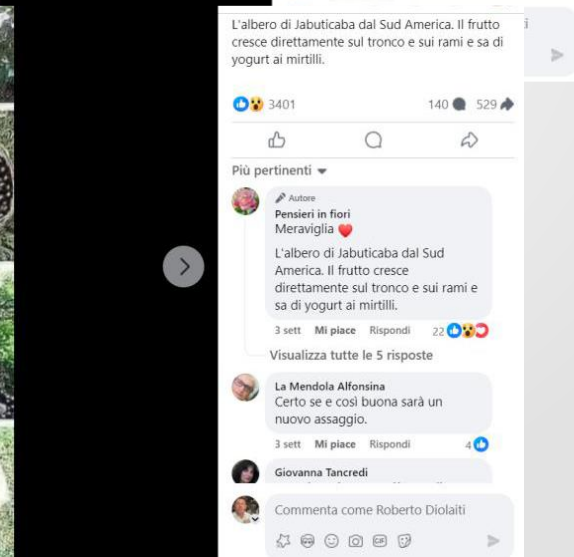 L'albero di Jabuticaba dal Sud America. Il frutto
cresce direttamente sul tronco e sui rami e sa di
yogurt ai mirtilli.
3401
140 529
Più pertinenti
Autore
Pensieri in fiori
Meraviglia
L'albero di Jabuticaba dal Sud
America. Il frutto cresce
direttamente sul tronco e sui rami e
sa di yogurt ai mirtilli.
3 sett Mi piace Rispondi 22
Visualizza tutte le 5 risposte
La Mendola Alfonsina
Certo se e così buona sarà un
nuovo assaggio.
3 sett Mi piace Rispondi 4
Giovanna Tancredi
Commenta come Roberto Diolaiti
GIF